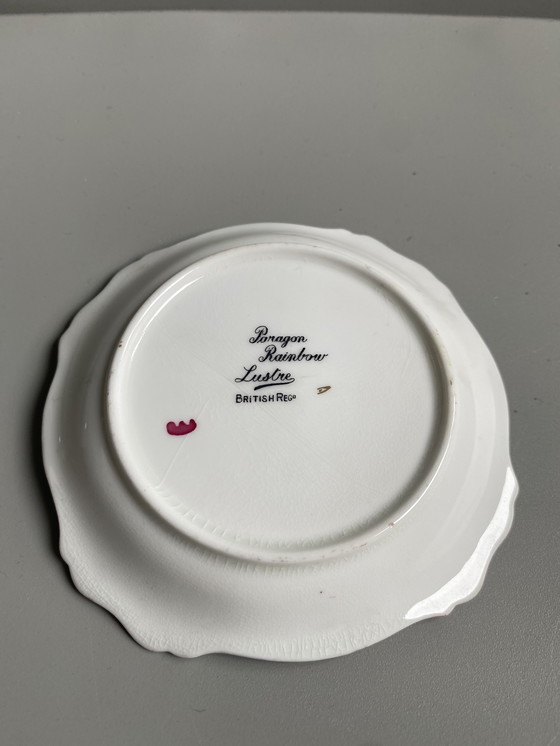 Paragon
Rainbow
Lustre
BRITISH REGD